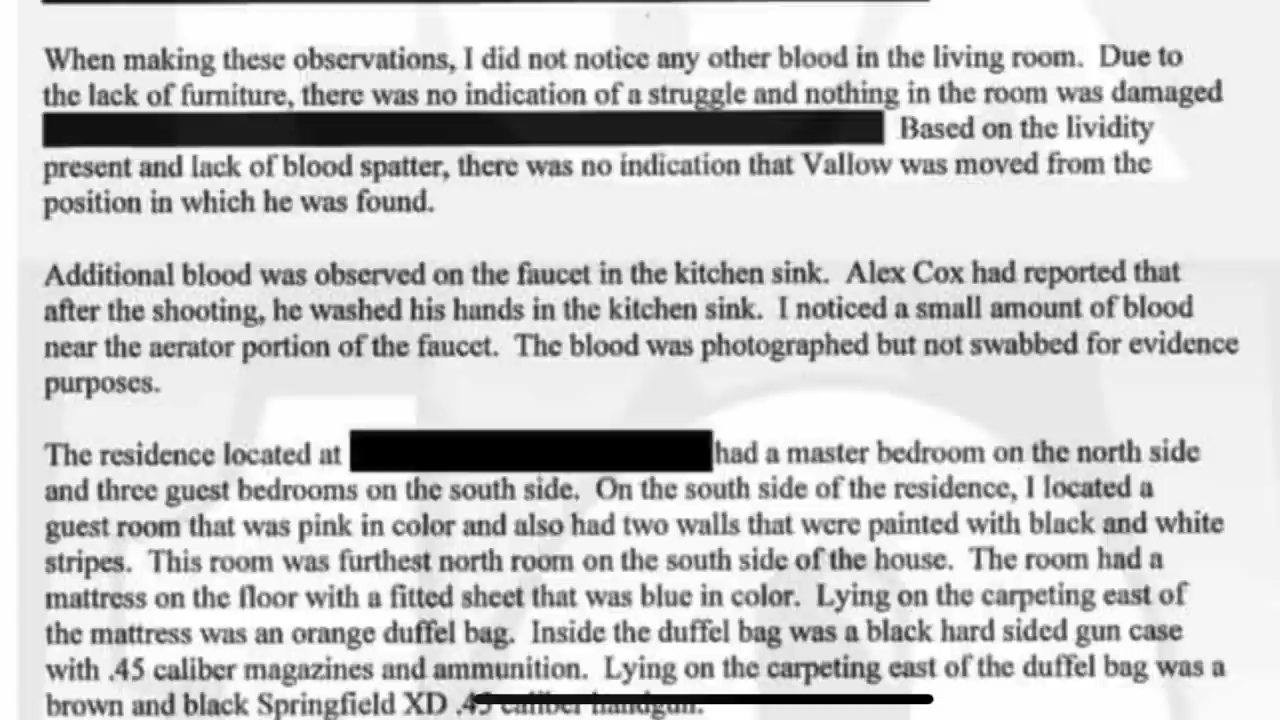 When making these observations, I did not notice any other blood in the living room. Due to
the lack of furniture, there was no indication of a struggle and nothing in the room was damaged
Based on the lividity
present and lack of blood spatter, there was no indication that Vallow was moved from the
position in which he was found.
Additional blood was observed on the faucet in the kitchen sink. Alex Cox had reported that
after the shooting, he washed his hands in the kitchen sink. I noticed a small amount of blood
near the aerator portion of the faucet. The blood was photographed but not swabbed for evidence
purposes.
The residence located at had a master bedroom on the north side
and three guest bedrooms on the south side. On the south side of the residence, I located a
guest room that was pink in color and also had two walls that were painted with black and white
stripes. This room was furthest north room on the south side of the house. The room had a
mattress on the floor with a fitted sheet that was blue in color. Lying on the carpeting east of
the mattress was an orange duffel bag. Inside the duffel bag was a black hard sided gun case
with .45 caliber magazines and ammunition. Lying on the carpeting east of the duffel bag was a
brown and black Springfield XD .45 caliber handgun.